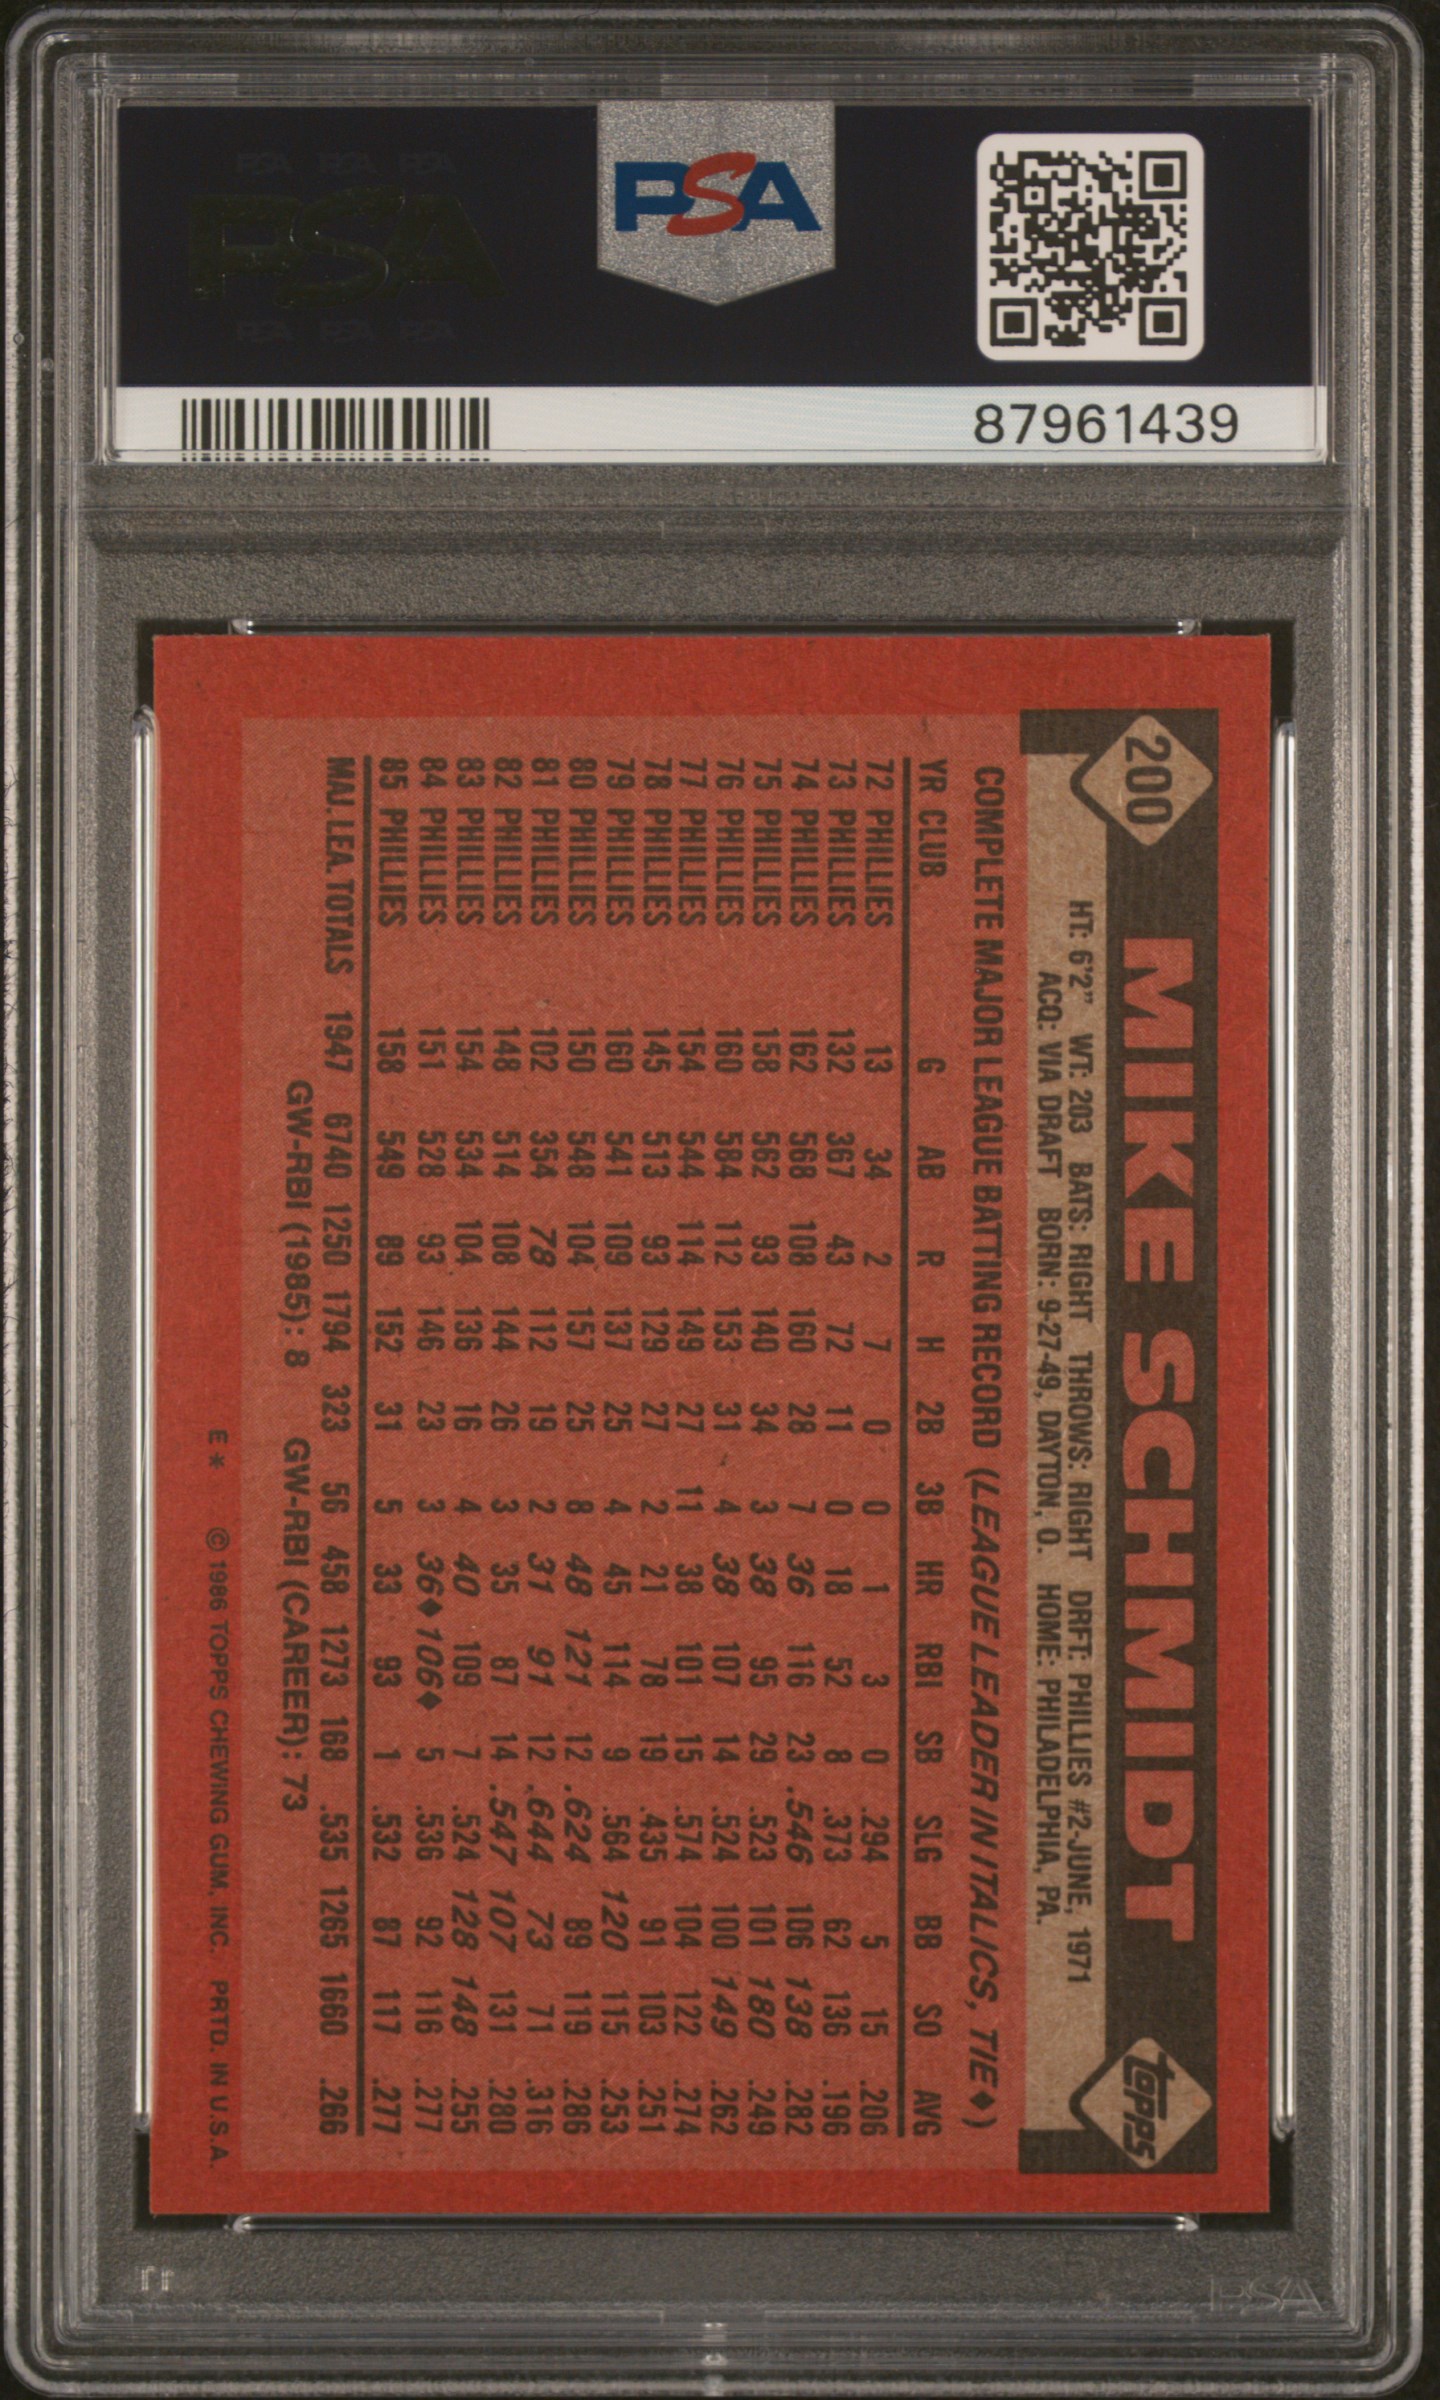 PSA PSA PSA
PSA
PSA PSA PSA
PSA
87961439
200 MIKE SCHMIDT topps
HT: 6'2" WT: 203 BATS: RIGHT THROWS: RIGHT DRFT: PHILLIES #2-JUNE, 1971
ACQ: VIA DRAFT BORN: 9-27-49, DAYTON, O. HOME: PHILADELPHIA, PA.
COMPLETE MAJOR LEAGUE BATTING RECORD (LEAGUE LEADER IN ITALICS, TIE♦)
YR CLUB G AB R H 2B 3B HR RBI SB SLG BB SO AVG
72 PHILLIES 13 34 2 7 0 0 1 3 0 .294 5 15 .206
73 PHILLIES 132 367 43 72 11 0 18 52 8 .373 62 136 .196
74 PHILLIES 162 568 108 160 28 7 36 116 23 .546 106 138 .282
75 PHILLIES 158 562 93 140 34 3 38 95 29 .523 101 180 .249
76 PHILLIES 160 584 112 153 31 4 38 107 14 .524 100 149 .262
77 PHILLIES 154 544 114 149 27 11 38 101 15 .574 104 122 .274
78 PHILLIES 145 513 93 129 27 2 21 78 19 .435 91 103 .251
79 PHILLIES 160 541 109 137 25 4 45 114 9 .564 120 115 .253
80 PHILLIES 150 548 104 157 25 8 48 121 12 .624 89 119 .286
81 PHILLIES 102 354 78 112 19 2 31 91 12 .644 73 71 .316
82 PHILLIES 148 514 108 144 26 3 35 87 14 .547 107 131 .280
83 PHILLIES 154 534 104 136 16 4 40 109 7 .524 128 148 .255
84 PHILLIES 151 528 93 146 23 3 36♦ 106♦ 5 .536 92 116 .277
85 PHILLIES 158 549 89 152 31 5 33 93 1 .532 87 117 .277
MAJ. LEA. TOTALS 1947 6740 1250 1794 323 56 458 1273 168 .535 1265 1660 .266
GW-RBI (1985): 8 GW-RBI (CAREER): 73
E* © 1986 TOPPS CHEWING GUM, INC. PRTD. IN U.S.A.
PSA